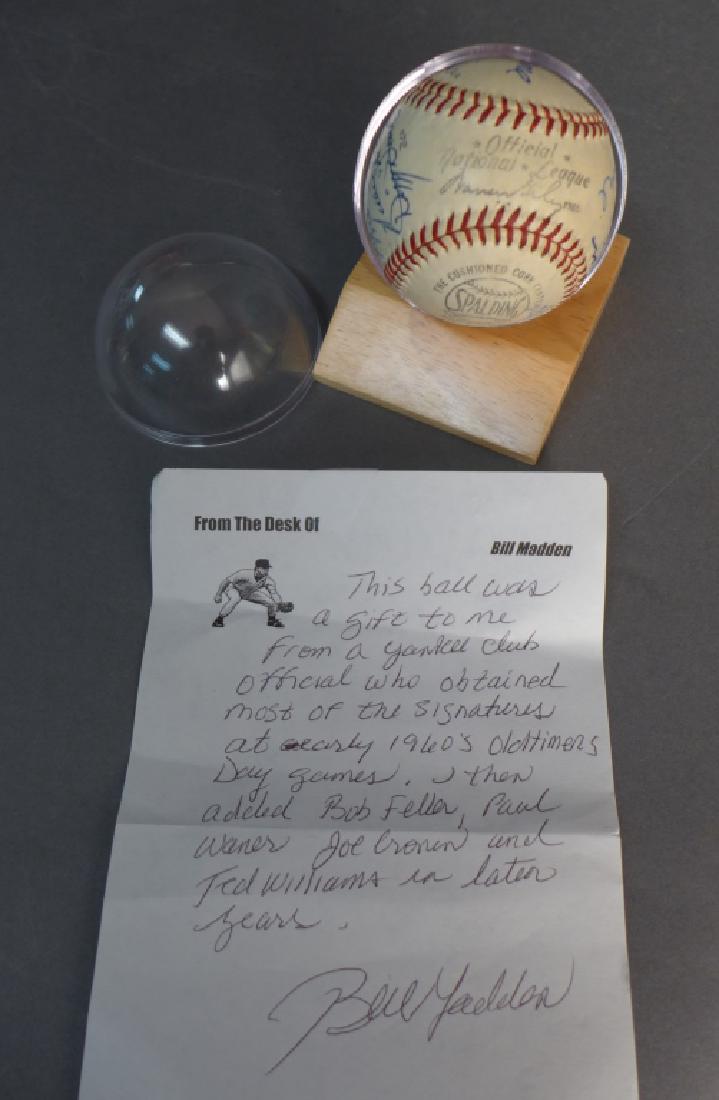 Official
National League
Warren Giles
THE CUSHIONED CORK CENTER
SPALDING
From The Desk Of
Bill Madden
This ball was
a gift to me
from a Yankee club
official who obtained
most of the signatures
at early 1960's Oldtimers
Day games. I then
added Bob Feller, Paul
Waner Joe Cronin and
Ted Williams in later
years.
Bill Madden